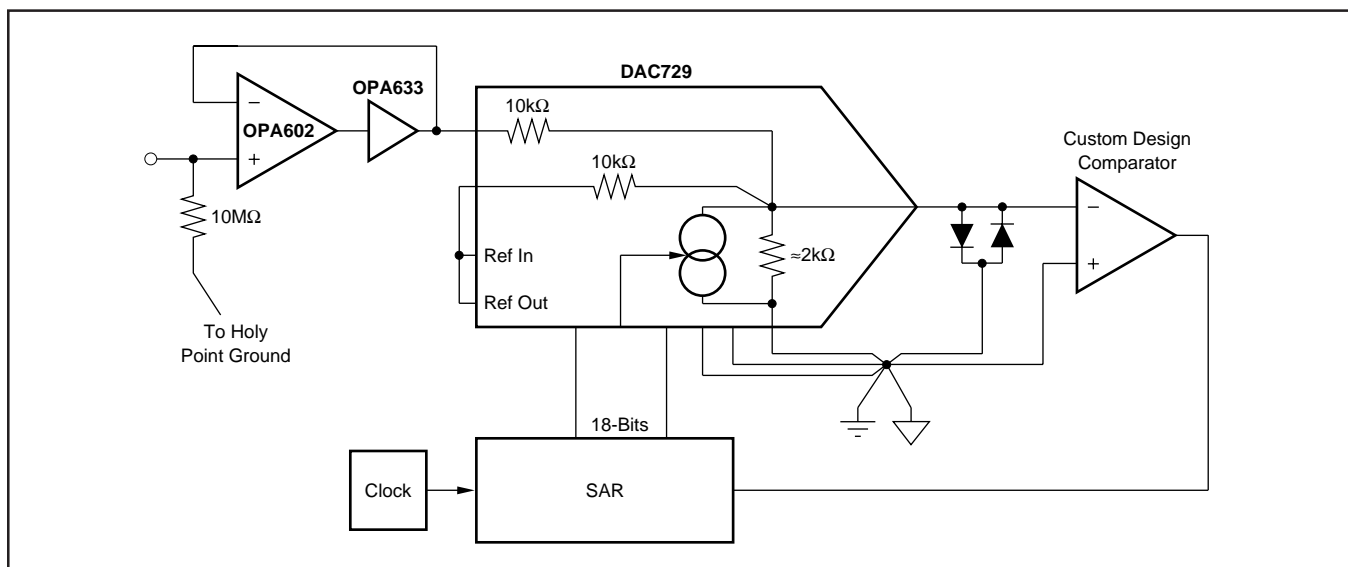 DAC729
OPA633
OPA602
−
+
10kΩ
10kΩ
Custom Design
Comparator
−
+
10MΩ
Ref In
≈2kΩ
Ref Out
To Holy
Point Ground
18-Bits
Clock
SAR